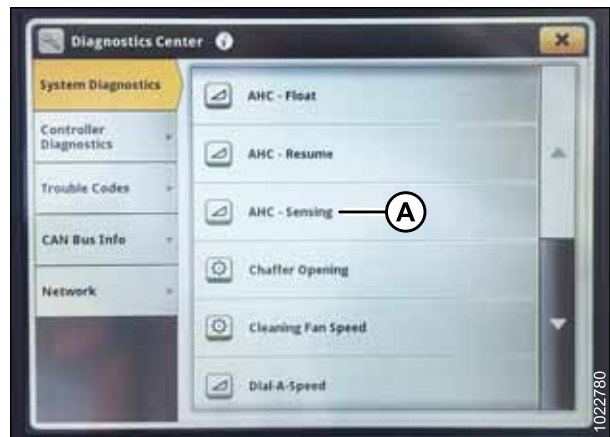 Diagnostics Center
System Diagnostics
Controller
Diagnostics
Trouble Codes
CAN Bus Info
Network
AHC - Float
AHC - Resume
AHC - Sensing
A
Chaffer Opening
Cleaning Fan Speed
Dial-A-Speed
1022780